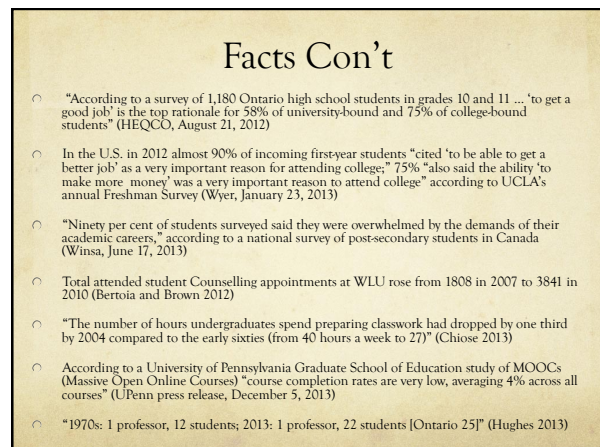 Facts Con’t
“According to a survey of 1,180 Ontario high school students in grades 10 and 11 ... ‘to get a
good job’ is the top rationale for 58% of university-bound and 75% of college-bound
students” (HEQCO, August 21, 2012)
In the U.S. in 2012 almost 90% of incoming first-year students “cited ‘to be able to get a
better job’ as a very important reason for attending college;” 75% “also said the ability ‘to
make more money’ was a very important reason to attend college” according to UCLA’s
annual Freshman Survey (Wyer, January 23, 2013)
“Ninety per cent of students surveyed said they were overwhelmed by the demands of their
academic careers,” according to a national survey of post-secondary students in Canada
(Winsa, June 17, 2013)
Total attended student Counselling appointments at WLU rose from 1808 in 2007 to 3841 in
2010 (Bertoia and Brown 2012)
“The number of hours undergraduates spend preparing classwork had dropped by one third
by 2004 compared to the early sixties (from 40 hours a week to 27)” (Chiose 2013)
According to a University of Pennsylvania Graduate School of Education study of MOOCs
(Massive Open Online Courses) “course completion rates are very low, averaging 4% across all
courses” (UPenn press release, December 5, 2013)
“1970s: 1 professor, 12 students; 2013: 1 professor, 22 students [Ontario 25]” (Hughes 2013)